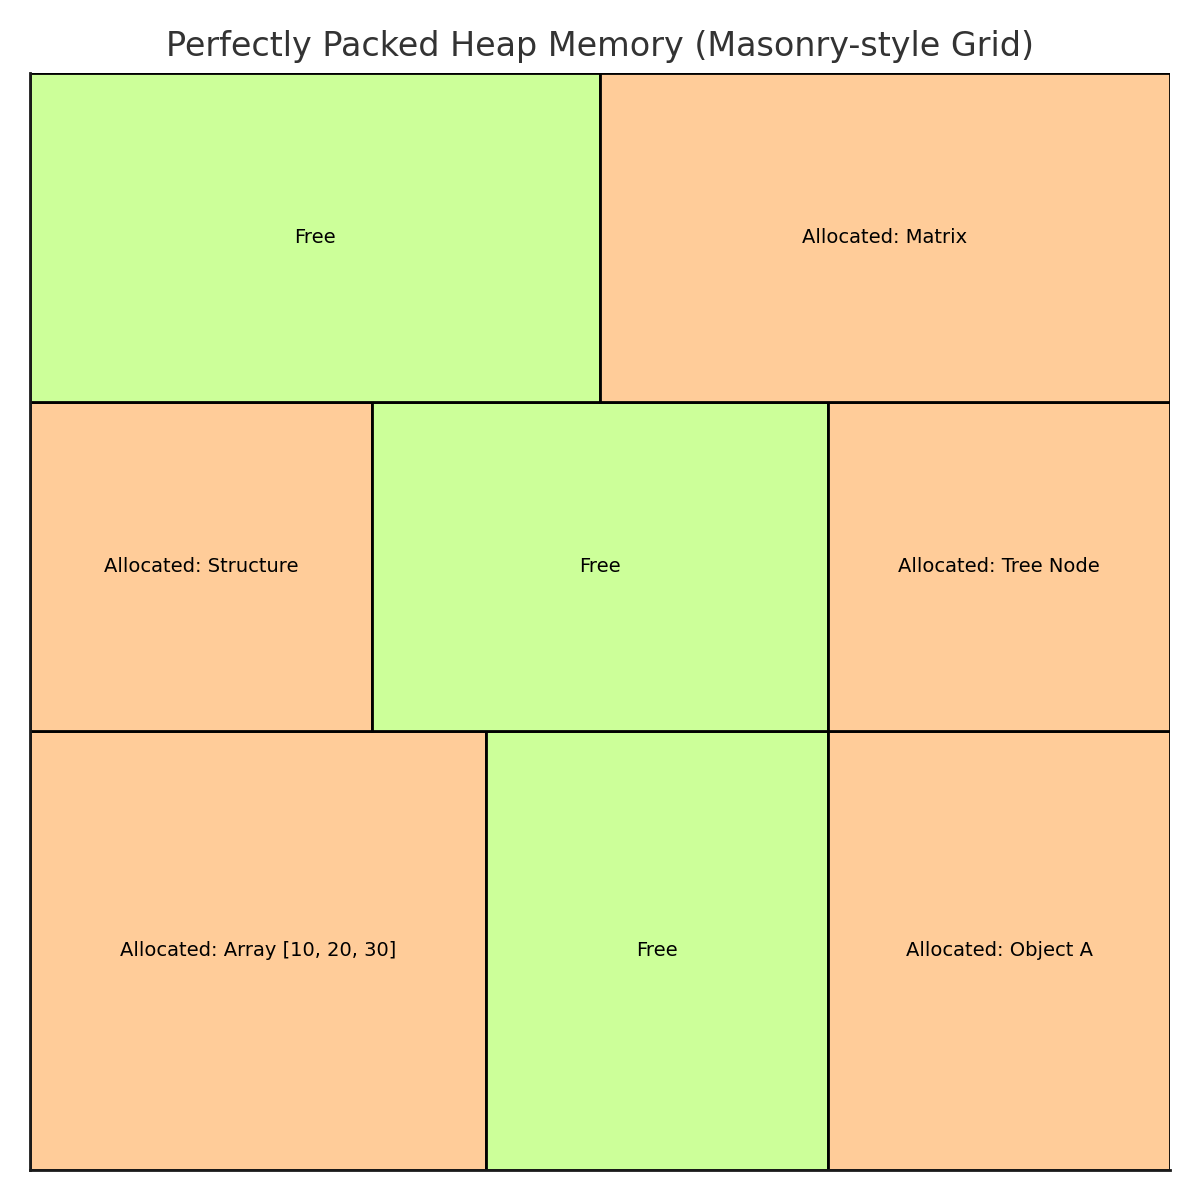 Perfectly Packed Heap Memory (Masonry-style Grid)
Free
Allocated: Matrix
Allocated: Structure
Free
Allocated: Tree Node
Allocated: Array [10, 20, 30]
Free
Allocated: Object A